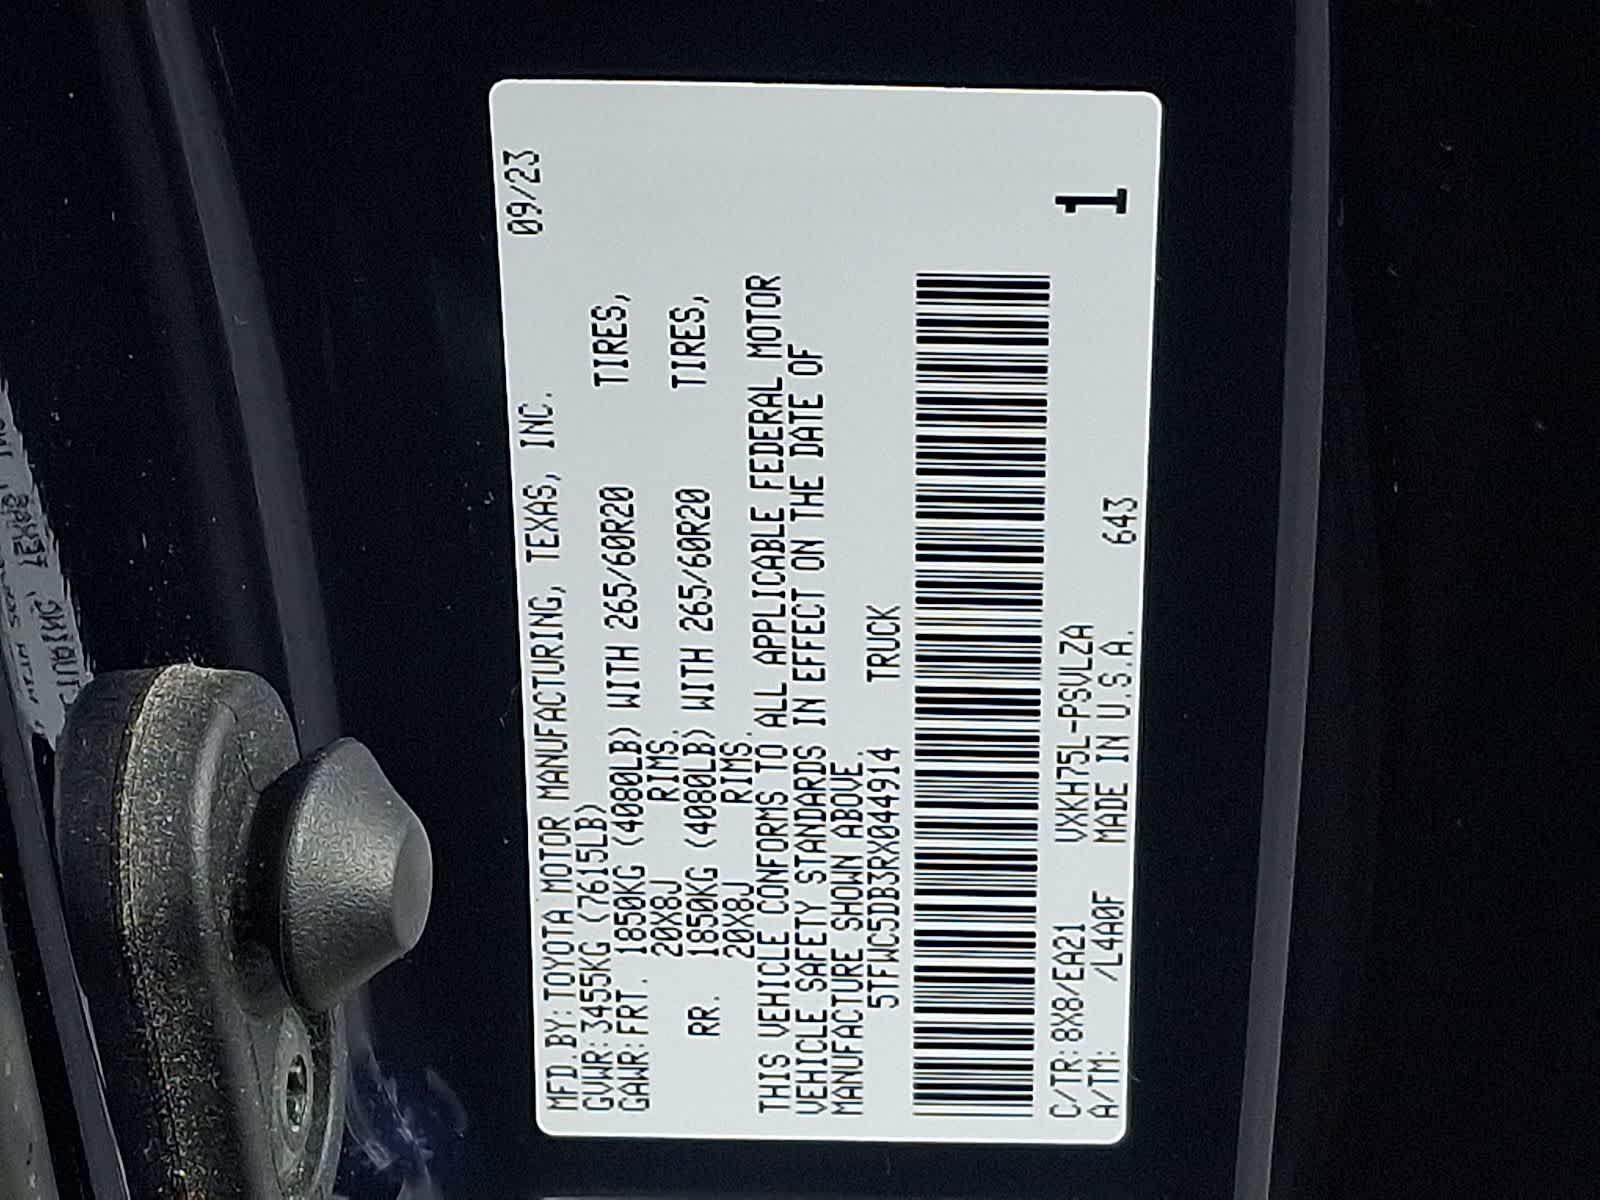 MFD.BY:TOYOTA MOTOR MANUFACTURING, TEXAS, INC. 09/23
GVWR:3455KG(7615LB)
GAWR:FRT. 1850KG(4080LB) WITH 265/60R20 TIRES,
20X8J RIMS.
RR. 1850KG(4080LB) WITH 265/60R20 TIRES,
20X8J RIMS.
THIS VEHICLE CONFORMS TO ALL APPLICABLE FEDERAL MOTOR
VEHICLE SAFETY STANDARDS IN EFFECT ON THE DATE OF
MANUFACTURE SHOWN ABOVE.
5TFWC5DB3RX044914 TRUCK
1
C/TR:8X8/EA21 VXKH75L-PSVLZA
A/TM: /L4A0F MADE IN U.S.A. 643